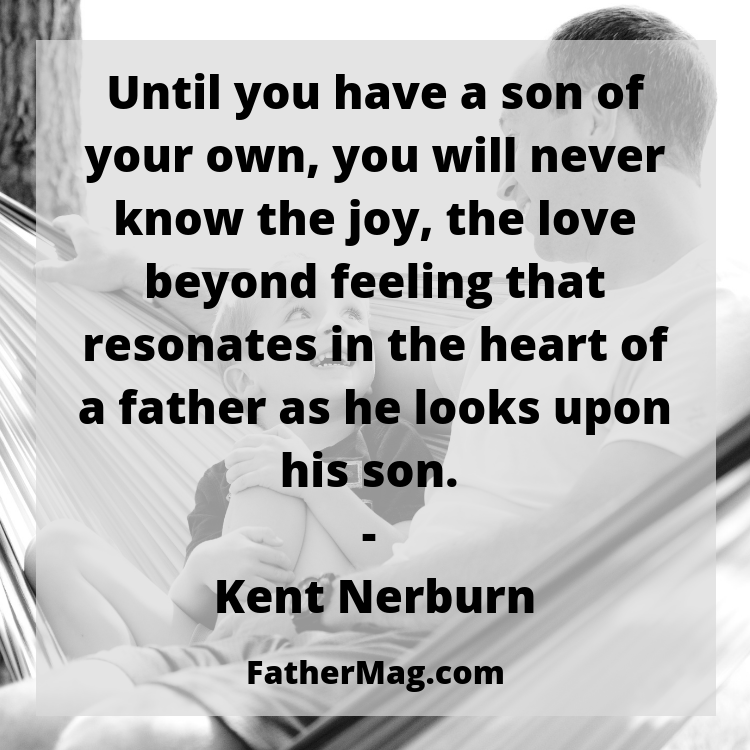 Until you have a son of
your own, you will never
know the joy, the love
beyond feeling that
resonates in the heart of
a father as he looks upon
his son.
-
Kent Nerburn
FatherMag.com